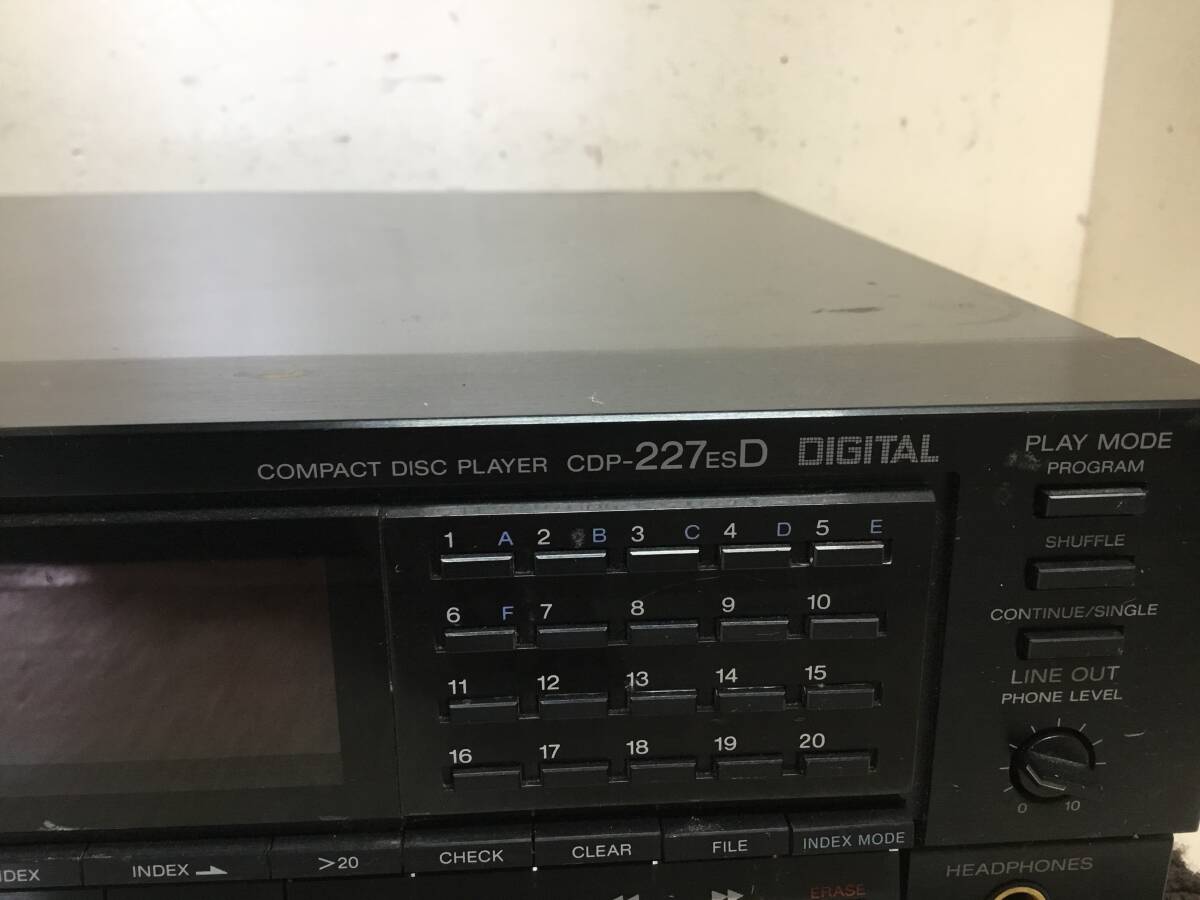 COMPACT DISC PLAYER CDP-227ESD DIGITAL
PLAY MODE
PROGRAM
SHUFFLE
CONTINUE/SINGLE
LINE OUT
PHONE LEVEL
0 10
1 A 2 B 3 C 4 D 5 E
6 F 7 8 9 10
11 12 13 14 15
16 17 18 19 20
INDEX >20 CHECK CLEAR FILE INDEX MODE
ERASE
HEADPHONES